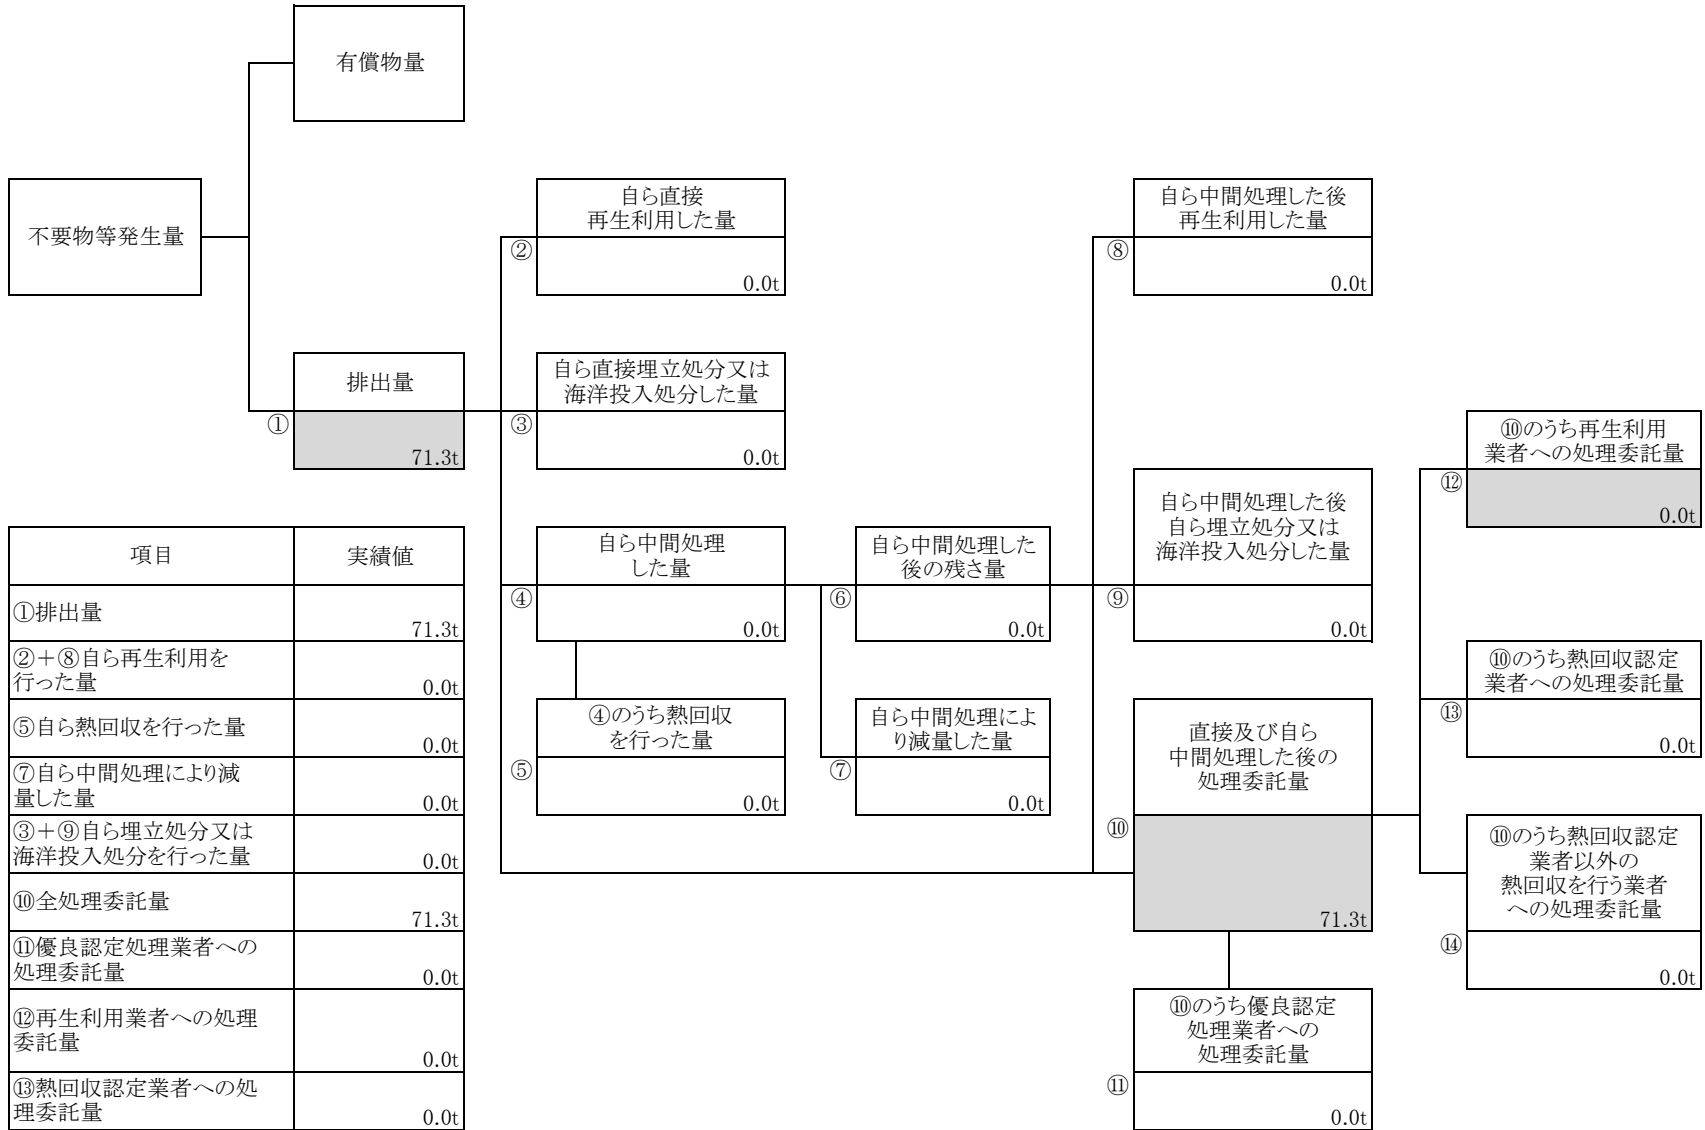 有償物量
不要物等発生量
排出量
①
71.3t
自ら直接
再生利用した量
②
0.0t
自ら直接埋立処分又は
海洋投入処分した量
③
0.0t
自ら中間処理
した量
④
0.0t
④のうち熱回収
を行った量
⑤
0.0t
自ら中間処理した
後の残さ量
⑥
0.0t
自ら中間処理によ
り減量した量
⑦
0.0t
自ら中間処理した後
再生利用した量
⑧
0.0t
自ら中間処理した後
自ら埋立処分又は
海洋投入処分した量
⑨
0.0t
直接及び自ら
中間処理した後の
処理委託量
⑩
71.3t
⑩のうち優良認定
処理業者への
処理委託量
⑪
0.0t
⑩のうち再生利用
業者への処理委託量
⑫
0.0t
⑩のうち熱回収認定
業者への処理委託量
⑬
0.0t
⑩のうち熱回収認定
業者以外の
熱回収を行う業者
への処理委託量
⑭
0.0t
項目 実績値
①排出量
71.3t
②＋⑧自ら再生利用を
行った量
0.0t
⑤自ら熱回収を行った量
0.0t
⑦自ら中間処理により減
量した量
0.0t
③＋⑨自ら埋立処分又は
海洋投入処分を行った量
0.0t
⑩全処理委託量
71.3t
⑪優良認定処理業者への
処理委託量
0.0t
⑫再生利用業者への処理
委託量
0.0t
⑬熱回収認定業者への処
理委託量
0.0t